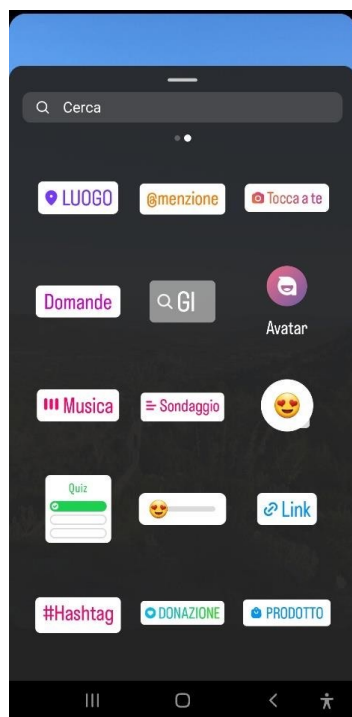 Cerca
LUOGO
@menzione
Tocca a te
Domande
GI
Avatar
Musica
Sondaggio
Quiz
Link
#Hashtag
DONAZIONE
PRODOTTO